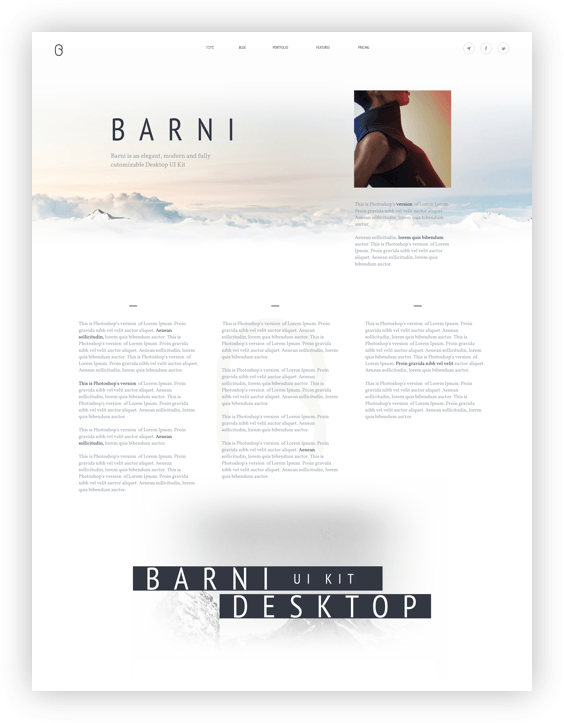 BLOG
PORTFOLIO
FEATURES
PRICING
BARNI
Barni is an elegant, modern and fully
customizable Desktop UI Kit
This is Photoshop's version of Lorem Ipsum. Proin
gravida nibh vel velit auctor aliquet.
Aenean sollicitudin, lorem quis bibendum
auctor.
Aenean sollicitudin, lorem quis bibendum
auctor. This is Photoshop's version of Lorem
Ipsum. Proin gravida nibh vel velit auctor
aliquet. Aenean sollicitudin, lorem quis
bibendum auctor
This is Photoshop's version of Lorem Ipsum. Proin
gravida nibh vel velit auctor aliquet. Aenean
sollicitudin, lorem quis bibendum auctor. This is
Photoshop's version of Lorem Ipsum. Proin gravida
nibh vel velit auctor aliquet. Aenean sollicitudin, lorem
quis bibendum auctor. This is Photoshop's version of
Lorem Ipsum. Proin gravida nibh vel velit auctor aliquet.
Aenean sollicitudin, lorem quis bibendum auctor.
This is Photoshop's version of Lorem Ipsum. Proin
gravida nibh vel velit auctor aliquet. Aenean
sollicitudin, lorem quis bibendum auctor. This is
Photoshop's version of Lorem Ipsum. Proin gravida
nibh vel velit auctor aliquet. Aenean sollicitudin, lorem
quis bibendum auctor.
This is Photoshop's version of Lorem Ipsum. Proin
gravida nibh vel velit auctor aliquet. Aenean
sollicitudin, lorem quis bibendum auctor.
This is Photoshop's version of Lorem Ipsum. Proin
gravida nibh vel velit auctor aliquet. Aenean
sollicitudin, lorem quis bibendum auctor. This is
Photoshop's version of Lorem Ipsum. Proin gravida
nibh vel velit auctor aliquet. Aenean sollicitudin, lorem
quis bibendum auctor.
This is Photoshop's version of Lorem Ipsum. Proin
gravida nibh vel velit auctor aliquet. Aenean
sollicitudin, lorem quis bibendum auctor. This is
Photoshop's version of Lorem Ipsum. Proin gravida
nibh vel velit auctor aliquet. Aenean sollicitudin, lorem
quis bibendum auctor.
This is Photoshop's version of Lorem Ipsum. Proin
gravida nibh vel velit auctor aliquet. Aenean
sollicitudin, lorem quis bibendum auctor. This is
Photoshop's version of Lorem Ipsum. Proin gravida
nibh vel velit auctor aliquet. Aenean sollicitudin, lorem
quis bibendum auctor.
This is Photoshop's version of Lorem Ipsum. Proin
gravida nibh vel velit auctor aliquet. Aenean
sollicitudin, lorem quis bibendum auctor.
This is Photoshop's version of Lorem Ipsum. Proin
gravida nibh vel velit auctor aliquet. Aenean
sollicitudin, lorem quis bibendum auctor. This is
Photoshop's version of Lorem Ipsum. Proin gravida
nibh vel velit auctor aliquet. Aenean sollicitudin, lorem
quis bibendum auctor.
This is Photoshop's version of Lorem Ipsum. Proin
gravida nibh vel velit auctor aliquet. Aenean
sollicitudin, lorem quis bibendum auctor. This is
Photoshop's version of Lorem Ipsum. Proin gravida
nibh vel velit auctor aliquet. Aenean sollicitudin, lorem
quis bibendum auctor. This is Photoshop's version of
Lorem Ipsum. Proin gravida nibh vel velit auctor aliquet.
Aenean sollicitudin, lorem quis bibendum auctor.
This is Photoshop's version of Lorem Ipsum. Proin
gravida nibh vel velit auctor aliquet. Aenean
sollicitudin, lorem quis bibendum auctor. This is
Photoshop's version of Lorem Ipsum. Proin gravida
nibh vel velit auctor aliquet. Aenean sollicitudin, lorem
quis bibendum auctor.
BARNI UI KIT
DESKTOP